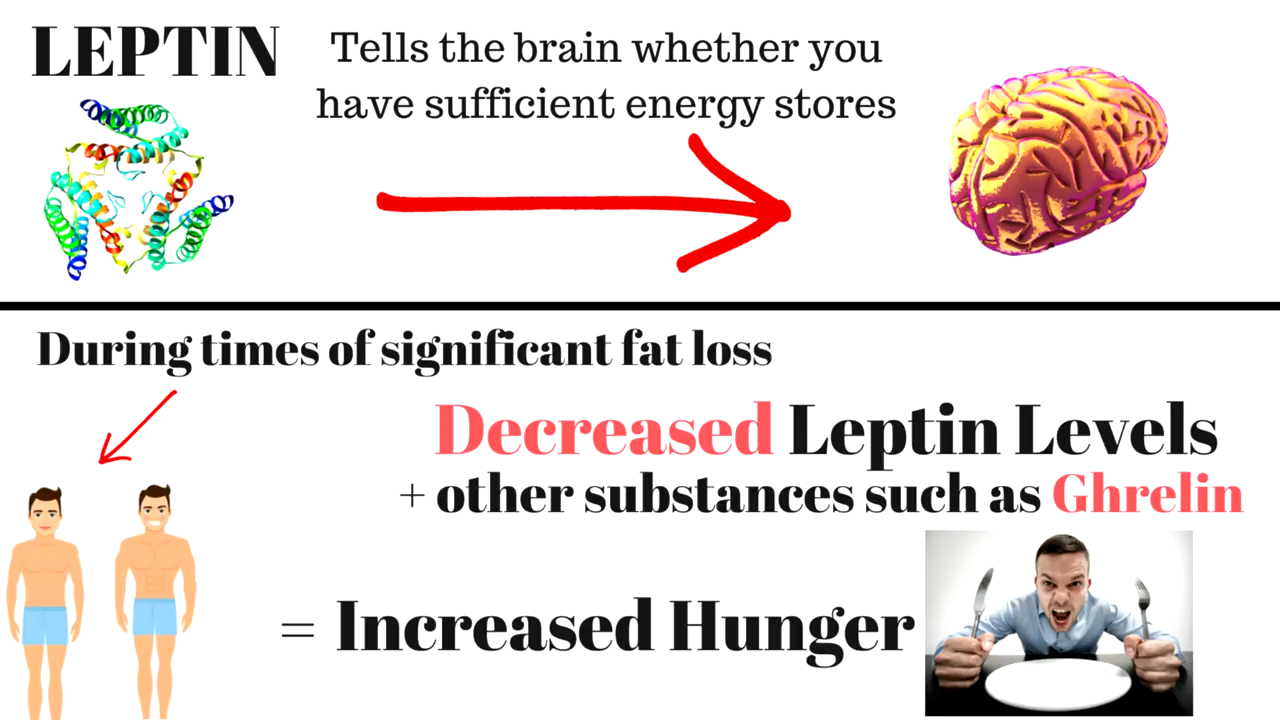 LEPTIN
Tells the brain whether you
have sufficient energy stores
During times of significant fat loss
Decreased Leptin Levels
+ other substances such as Ghrelin
= Increased Hunger